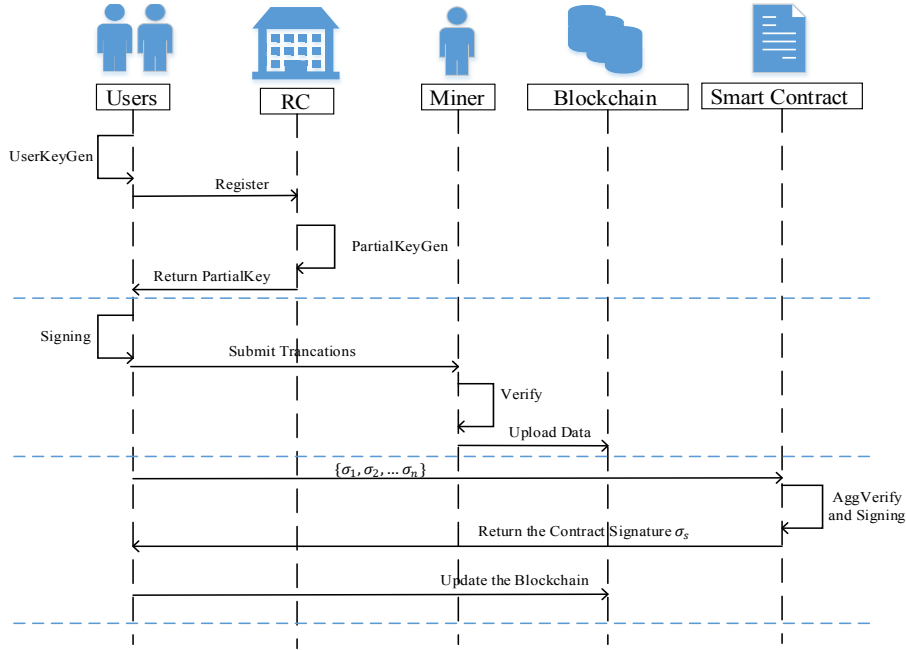 Users
RC
Miner
Blockchain
Smart Contract
UserKeyGen
Register
PartialKeyGen
Return PartialKey
Signing
Submit Trancations
Verify
Upload Data
{σ₁, σ₂, … σₙ}
AggVerify
and Signing
Return the Contract Signature σₛ
Update the Blockchain